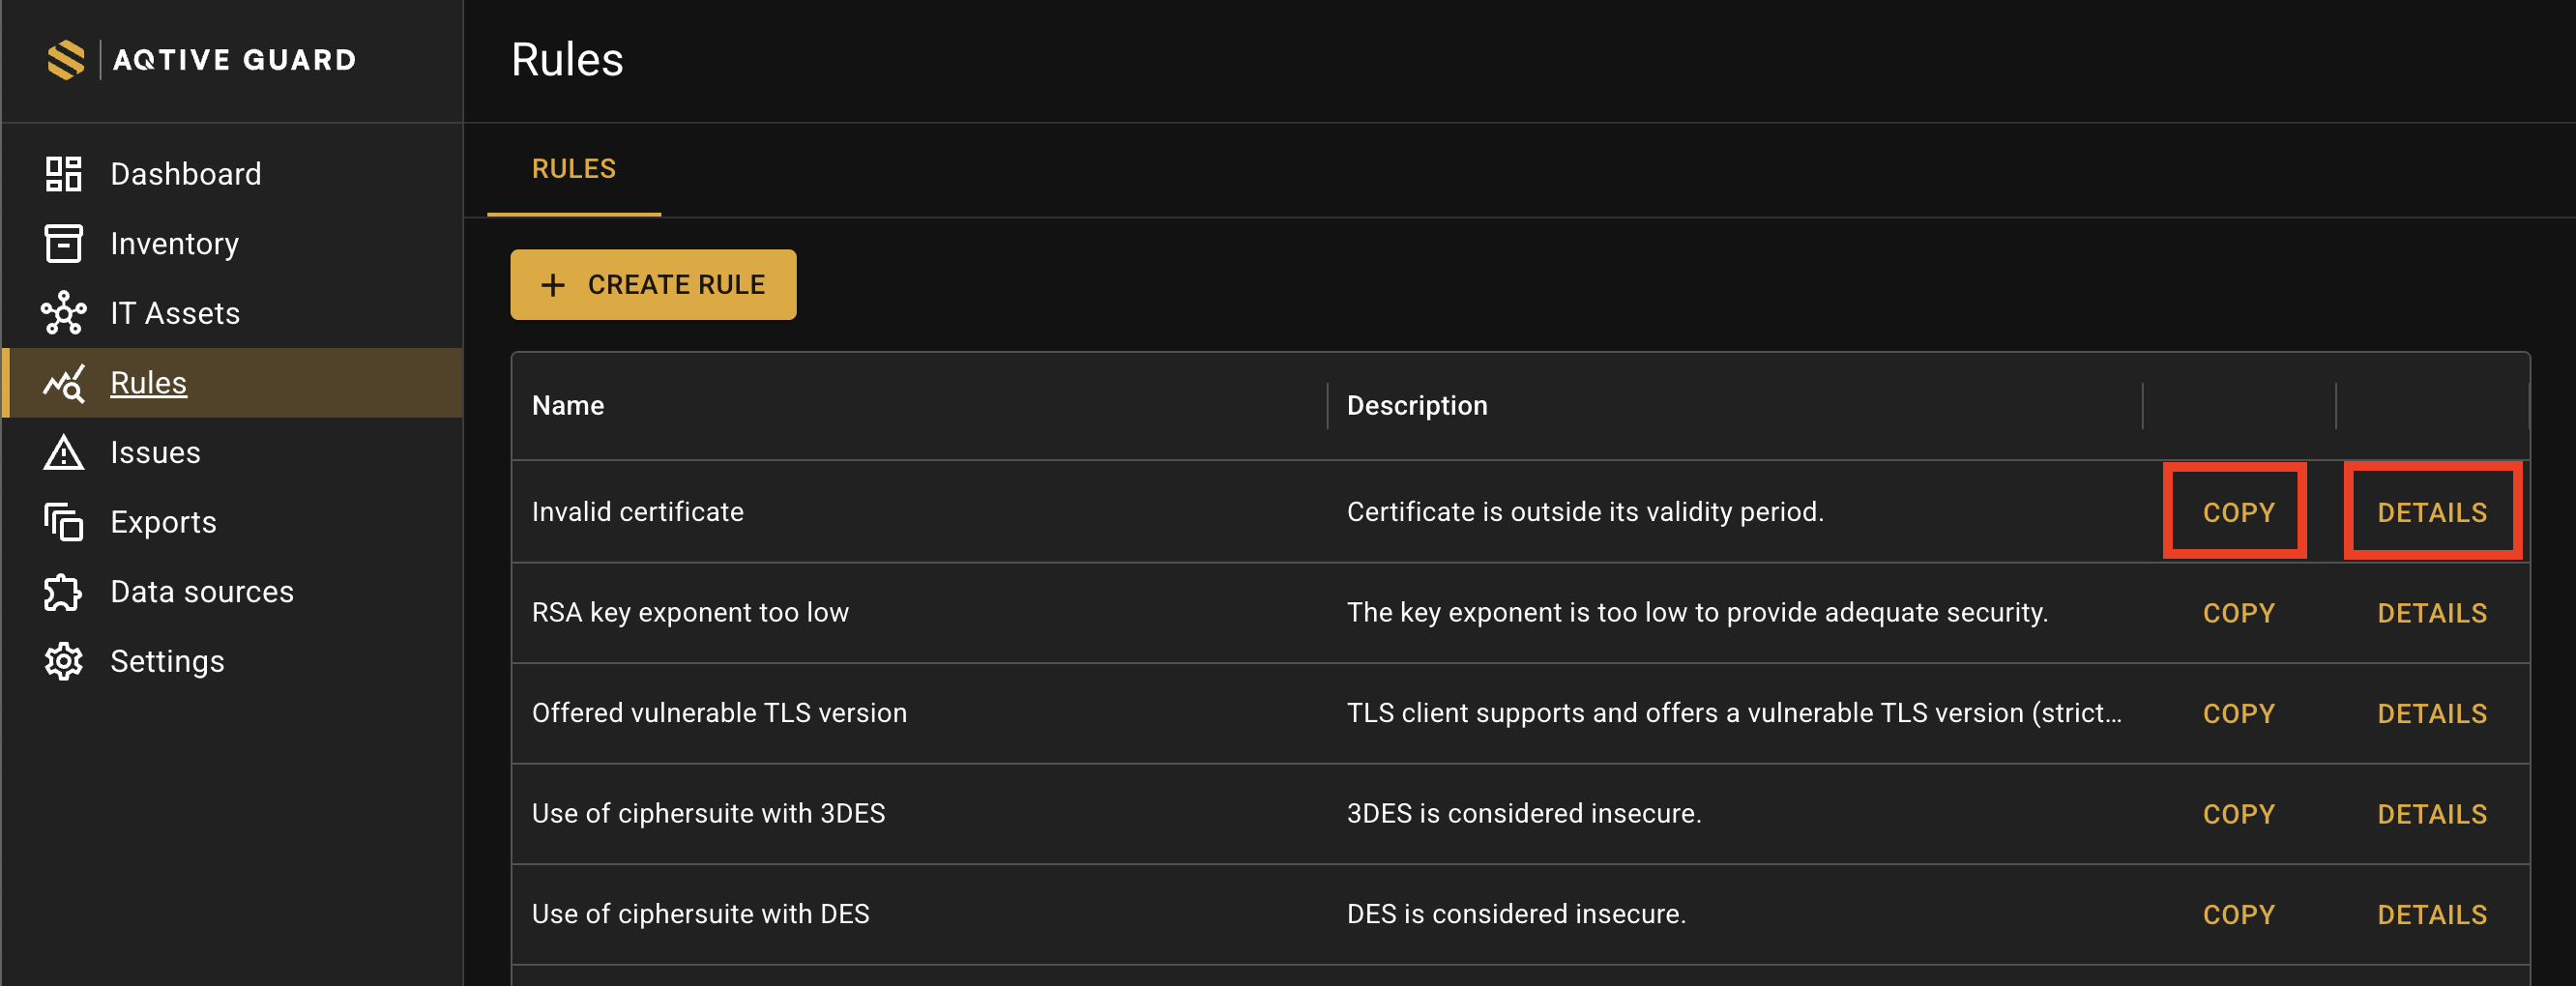 AQTIVE GUARD
Rules
Dashboard
Inventory
IT Assets
Rules
Issues
Exports
Data sources
Settings
RULES
+ CREATE RULE
Name Description
Invalid certificate Certificate is outside its validity period. COPY DETAILS
RSA key exponent too low The key exponent is too low to provide adequate security. COPY DETAILS
Offered vulnerable TLS version TLS client supports and offers a vulnerable TLS version (strict... COPY DETAILS
Use of ciphersuite with 3DES 3DES is considered insecure. COPY DETAILS
Use of ciphersuite with DES DES is considered insecure. COPY DETAILS